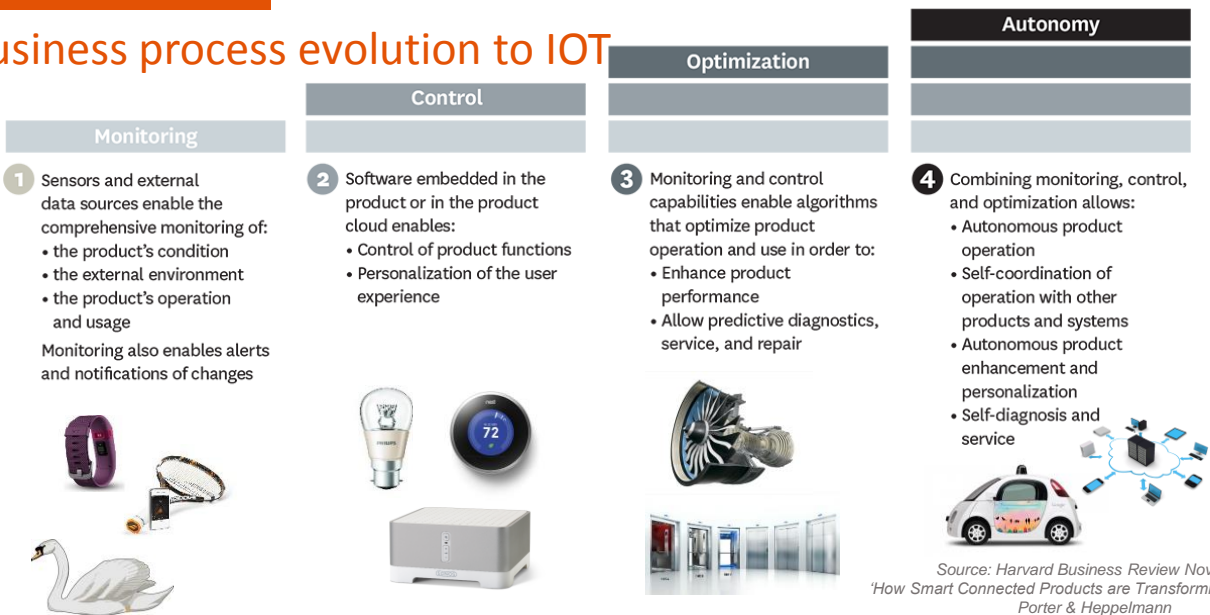 usiness process evolution to IOT
Monitoring
1 Sensors and external
data sources enable the
comprehensive monitoring of:
• the product's condition
• the external environment
• the product's operation
and usage
Monitoring also enables alerts
and notifications of changes
Control
2 Software embedded in the
product or in the product
cloud enables:
• Control of product functions
• Personalization of the user
experience
PHILIPS
nest
72
Optimization
3 Monitoring and control
capabilities enable algorithms
that optimize product
operation and use in order to:
• Enhance product
performance
• Allow predictive diagnostics,
service, and repair
Autonomy
4 Combining monitoring, control,
and optimization allows:
• Autonomous product
operation
• Self-coordination of
operation with other
products and systems
• Autonomous product
enhancement and
personalization
• Self-diagnosis and
service
Source: Harvard Business Review Nov
'How Smart Connected Products are Transform
Porter & Heppelmann